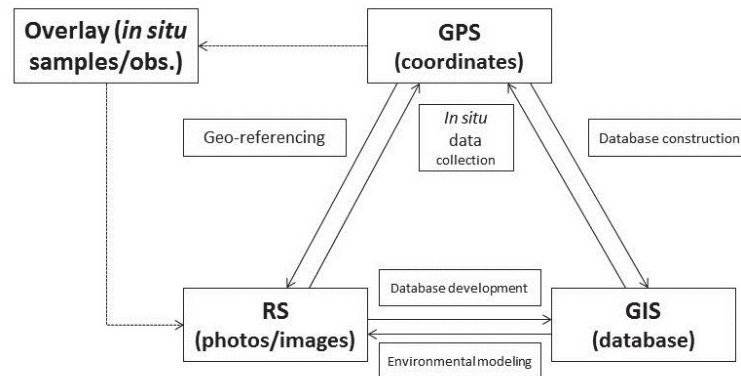 Overlay (in situ
samples/obs.)
GPS
(coordinates)
Geo-referencing
In situ
data
collection
Database construction
RS
(photos/images)
Database development
Environmental modeling
GIS
(database)